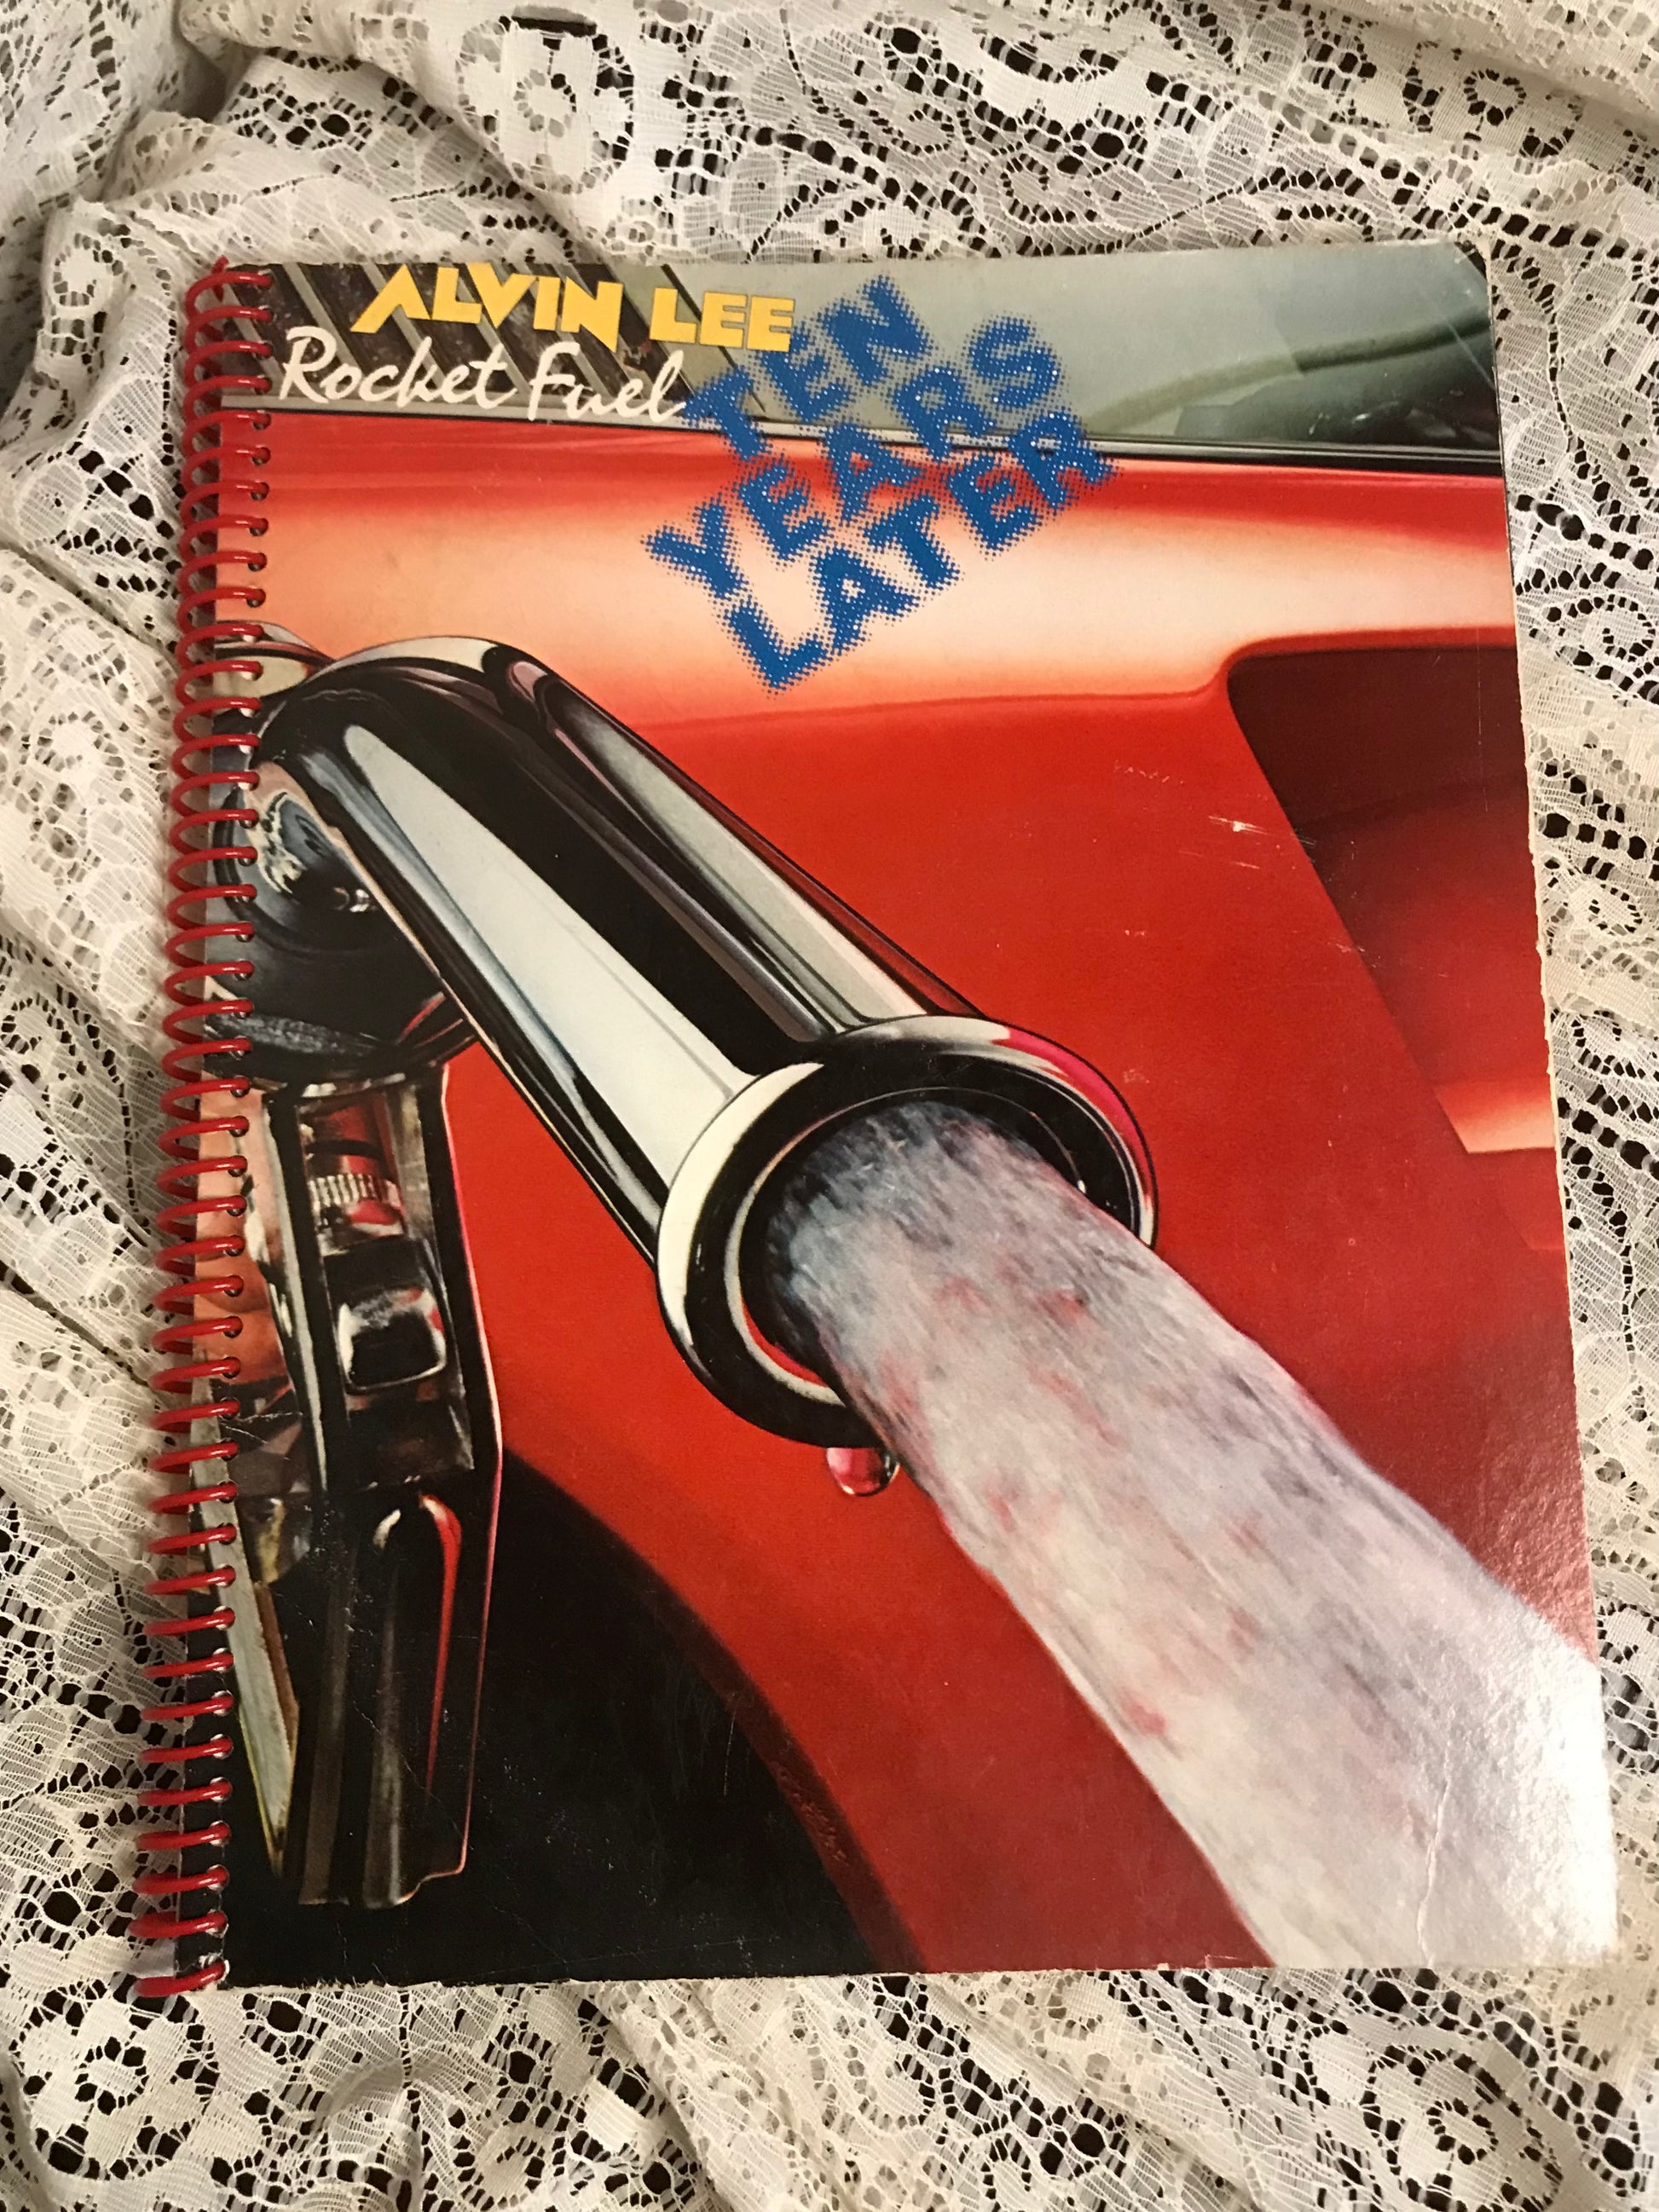 ALVIN LEE
Rocket Fuel
TEN
YEARS
LATER